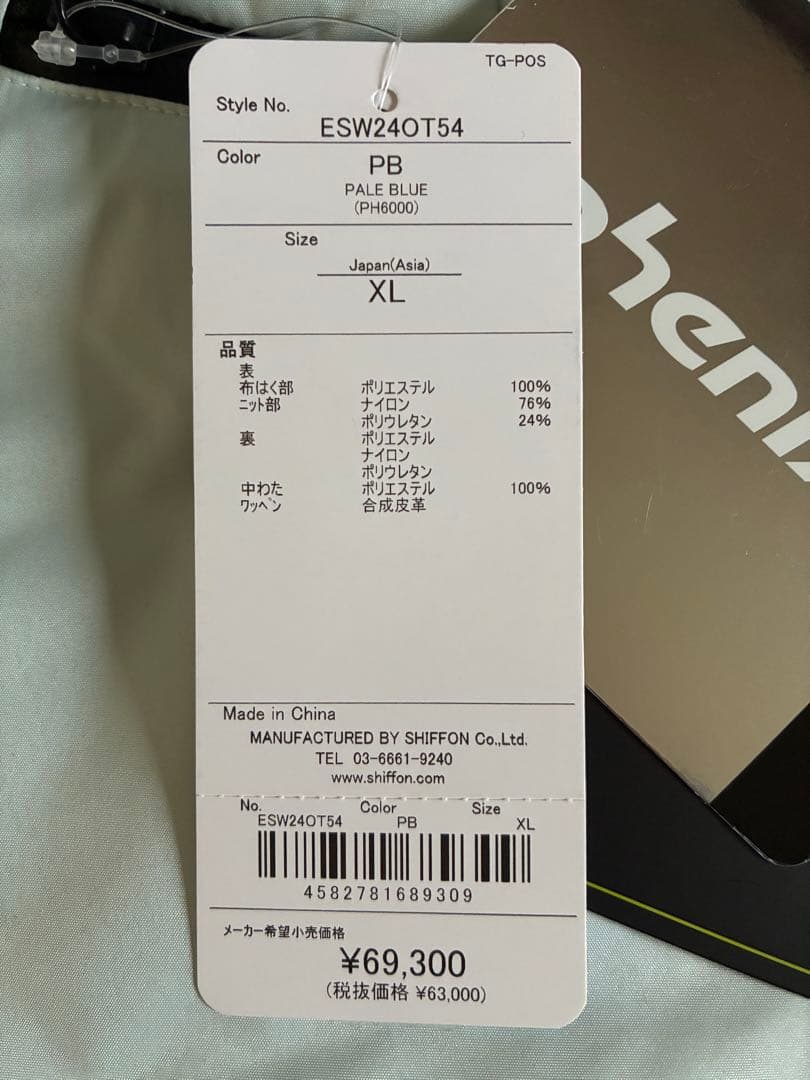 TG-POS
Style No.
ESW24OT54
Color
PB
PALE BLUE
(PH6000)
Size
Japan(Asia)
XL
品質
表
布はく部 ポリエステル 100%
ニット部 ナイロン 76%
ポリウレタン 24%
裏 ポリエステル
ナイロン
ポリウレタン
中わた ポリエステル 100%
ワッペン 合成皮革
Made in China
MANUFACTURED BY SHIFFON Co.,Ltd.
TEL 03-6661-9240
www.shiffon.com
No. Color Size
ESW24OT54 PB XL
4582781689309
メーカー希望小売価格
¥69,300
(税抜価格 ¥63,000)
phenix